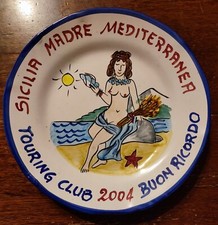 SICILIA MADRE MEDITERRANEA
TOURING CLUB 2004 BUON RICORDO